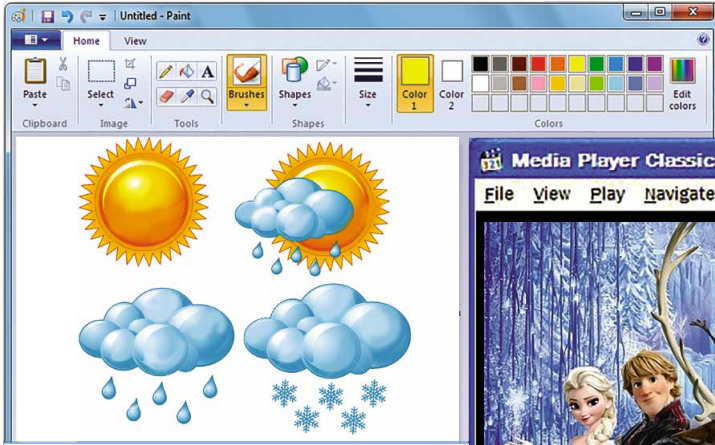 Untitled - Paint
Home View
Paste
Select
Brushes
Shapes
Size
Color 1
Color 2
Edit colors
Clipboard
Image
Tools
Shapes
Colors
A
321
Media Player Classic
File View Play Navigate